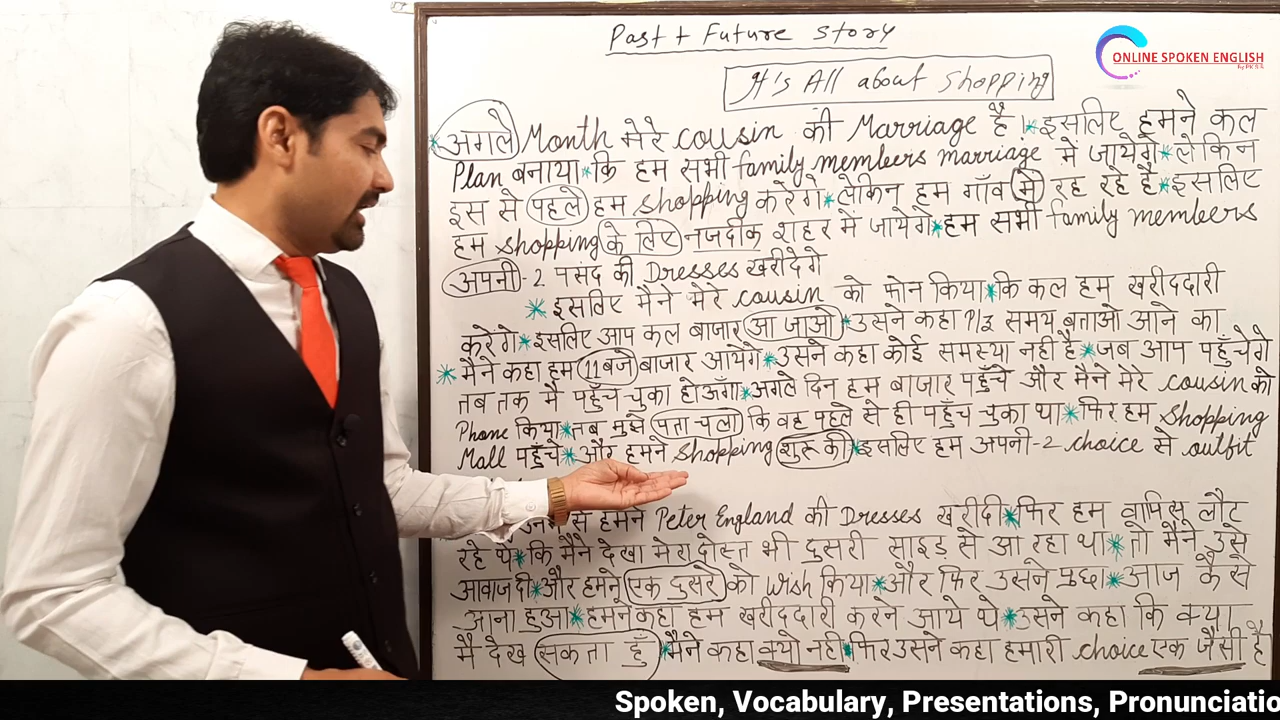 Past + Future Story
ONLINE SPOKEN ENGLISH
It's All about shopping
*अगले Month मेरे cousin की Marriage है।*इसलिए हमने कल
Plan बनाया*कि हम सभी family members marriage में जायेंगे*लेकिन
इस से पहले हम shopping करेंगे*लेकिन हम गाँव में रह रहे है*इसलिए
हम shopping के लिए नजदीक शहर में जायेगे*हम सभी family members
अपनी-2 पसंद की Dresses खरीदेगे
*इसलिए मैने मेरे cousin को फोन किया*कि कल हम खरीददारी
करेंगे*इसलिए आप कल बाजार आ जाओ*उसने कहा Plz समय बताओ आने का
*मैने कहा हम 11बजे बाजार आयेंगे*उसने कहा कोई समस्या नही है*जब आप पहुँचेगे
तब तक मै पहुँच चुका होऊँगा*अगले दिन हम बाजार पहुँचे और मैने मेरे cousin को
Phone किया*तब मुझे पता चला कि वह पहले से ही पहुँच चुका था*फिर हम shopping
Mall पहुँचे*और हमने shopping शुरू की*इसलिए हम अपनी-2 choice से outfit
से हमने Peter England की Dresses खरीदी*फिर हम वापिस लौट
रहे थे*कि मैने देखा मेरा दोस्त भी दुसरी साइड से आ रहा था*तो मैने उसे
आवाज दी*और हमने एक दुसरे को wish किया*और फिर उसने पुछा*आज कैसे
आना हुआ*हमने कहा हम खरीददारी करने आये थे*उसने कहा कि क्या
मै देख सकता हूँ*मैने कहा क्यो नही*फिर उसने कहा हमारी choice एक जैसी है
Spoken, Vocabulary, Presentations, Pronunciatio